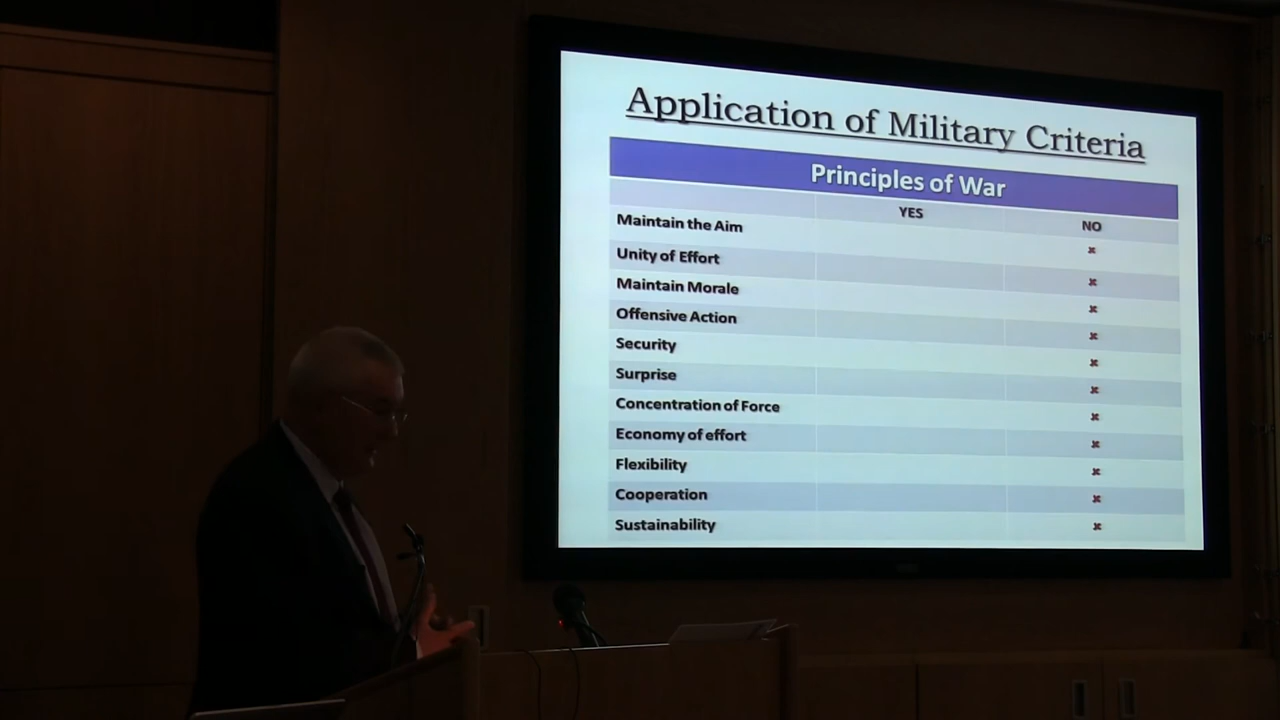 Application of Military Criteria
Principles of War
YES NO
Maintain the Aim ×
Unity of Effort ×
Maintain Morale ×
Offensive Action ×
Security ×
Surprise ×
Concentration of Force ×
Economy of effort ×
Flexibility ×
Cooperation ×
Sustainability ×